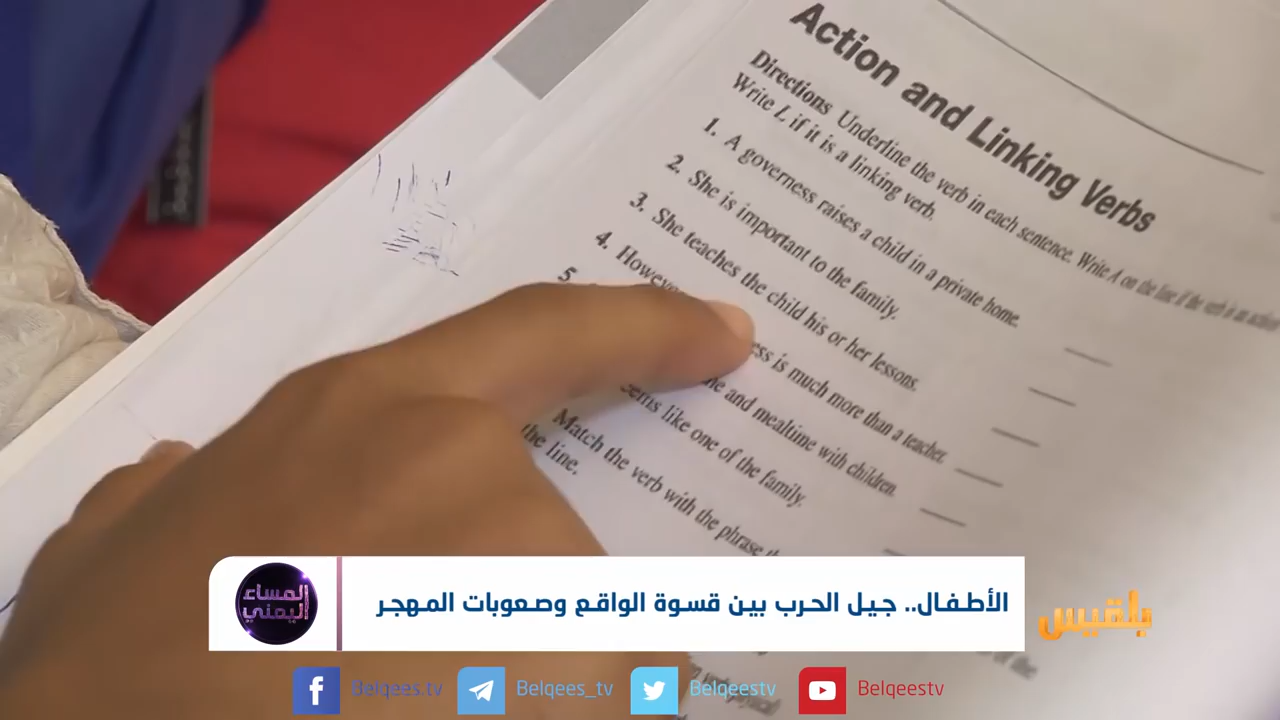 Action and Linking Verbs
Directions Underline the verb in each sentence. Write A on the line if the verb is an action
Write L if it is a linking verb.
1. A governess raises a child in a private home.
2. She is important to the family.
3. She teaches the child his or her lessons.
4. However is much more than a teacher.
5 and mealtime with children.
like one of the family.
Match the verb with the phrase
the line.
المساء
اليمني
الأطفال.. جيل الحرب بين قسوة الواقع وصعوبات المهجر
بلقيس
Belqees.tv
Belqees_tv
Belqeestv
Belqeestv